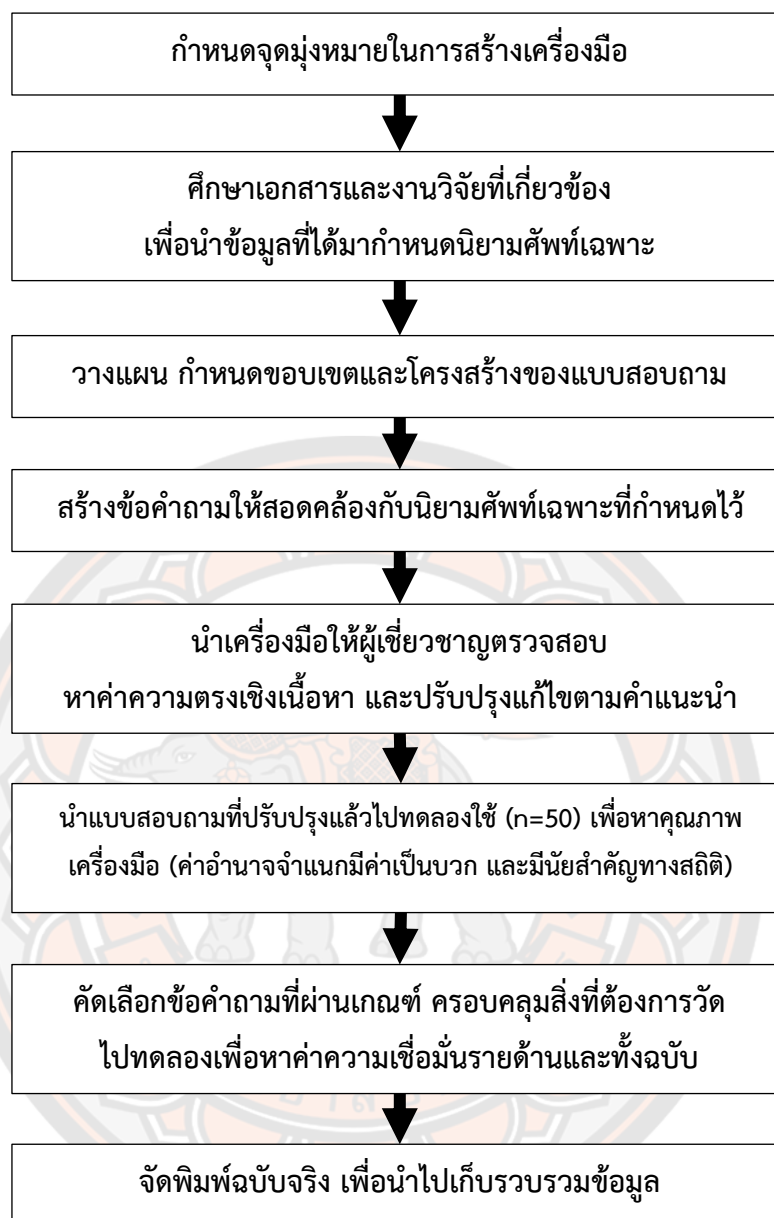 กำหนดจุดมุ่งหมายในการสร้างเครื่องมือ
ศึกษาเอกสารและงานวิจัยที่เกี่ยวข้อง
เพื่อนำข้อมูลที่ได้มากำหนดนิยามศัพท์เฉพาะ
วางแผน กำหนดขอบเขตและโครงสร้างของแบบสอบถาม
สร้างข้อคำถามให้สอดคล้องกับนิยามศัพท์เฉพาะที่กำหนดไว้
นำเครื่องมือให้ผู้เชี่ยวชาญตรวจสอบ
หาค่าความตรงเชิงเนื้อหา และปรับปรุงแก้ไขตามคำแนะนำ
นำแบบสอบถามที่ปรับปรุงแล้วไปทดลองใช้ (n=50) เพื่อหาคุณภาพ
เครื่องมือ (ค่าอำนาจจำแนกมีค่าเป็นบวก และมีนัยสำคัญทางสถิติ)
คัดเลือกข้อคำถามที่ผ่านเกณฑ์ ครอบคลุมสิ่งที่ต้องการวัด
ไปทดลองเพื่อหาค่าความเชื่อมั่นรายด้านและทั้งฉบับ
จัดพิมพ์ฉบับจริง เพื่อนำไปเก็บรวบรวมข้อมูล